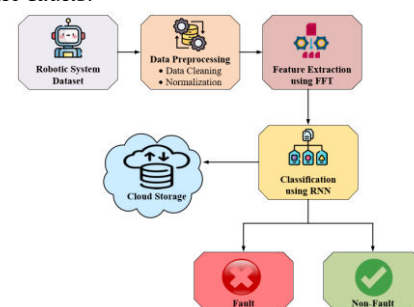 Robotic System
Dataset
Data Preprocessing
• Data Cleaning
• Normalization
Feature Extraction
using FFT
Cloud Storage
Classification
using RNN
Fault
Non-Fault